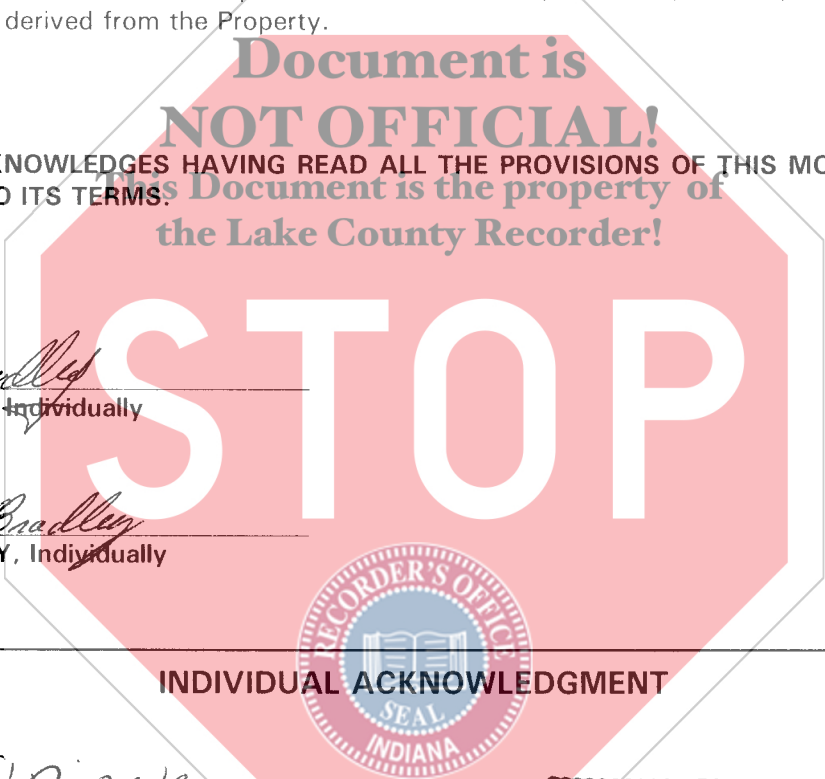 derived from the Property.
Document is
NOT OFFICIAL!
KNOWLEDGES HAVING READ ALL THE PROVISIONS OF THIS MO
This Document is the property of
O ITS TERMS.
the Lake County Recorder!
STOP
Individually
Bradley
Y, Individually
RECORDER'S OFFICE
SEAL
INDIANA
INDIVIDUAL ACKNOWLEDGMENT